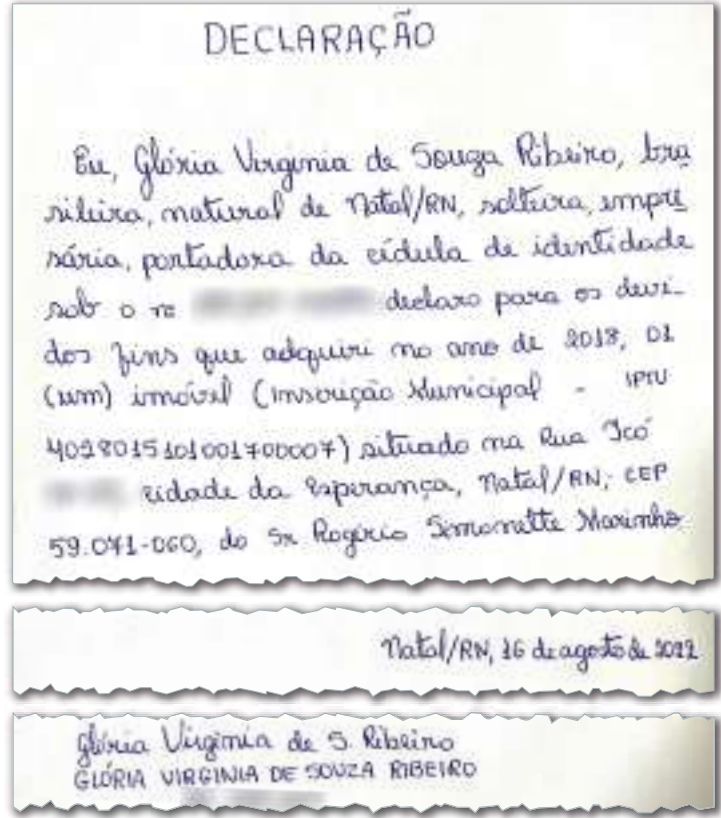 DECLARAÇÃO
Eu, Glória Virginia de Souza Ribeiro, bra
sileira, natural de Natal/RN, solteira, empre
sária, portadora da cédula de identidade
sob o nº declaro para os devi-
dos fins que adquiri no ano de 2018, 01
(um) imóvel (Inscrição Municipal - IPTU
40280151010017000007) situado na Rua Icó
cidade da Esperança, Natal/RN; CEP
59.071-060, do Sr Rogério Simonette Marinho
Natal/RN, 16 de agosto de 2022
Glória Virginia de S. Ribeiro
GLÓRIA VIRGINIA DE SOUZA RIBEIRO